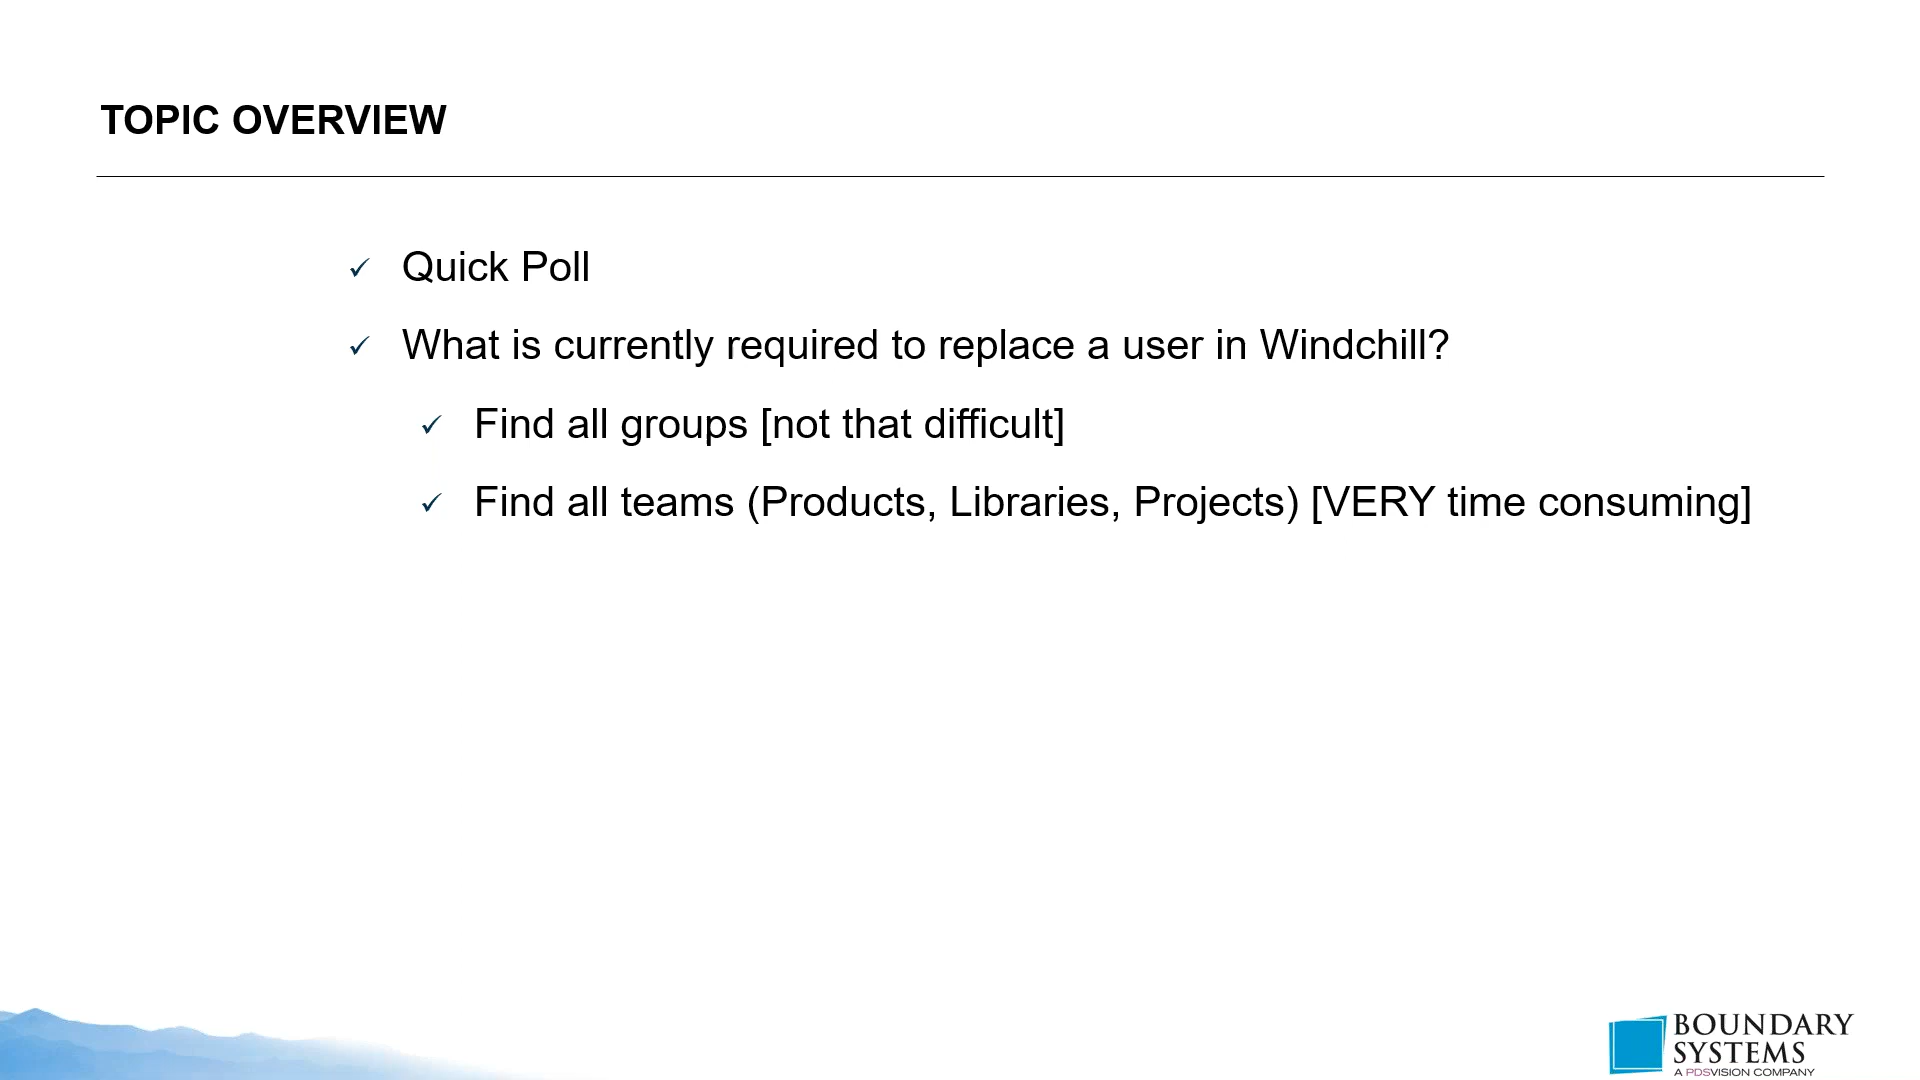 TOPIC OVERVIEW
✓ Quick Poll
✓ What is currently required to replace a user in Windchill?
✓ Find all groups [not that difficult]
✓ Find all teams (Products, Libraries, Projects) [VERY time consuming]
BOUNDARY
SYSTEMS
A PDSVISION COMPANY